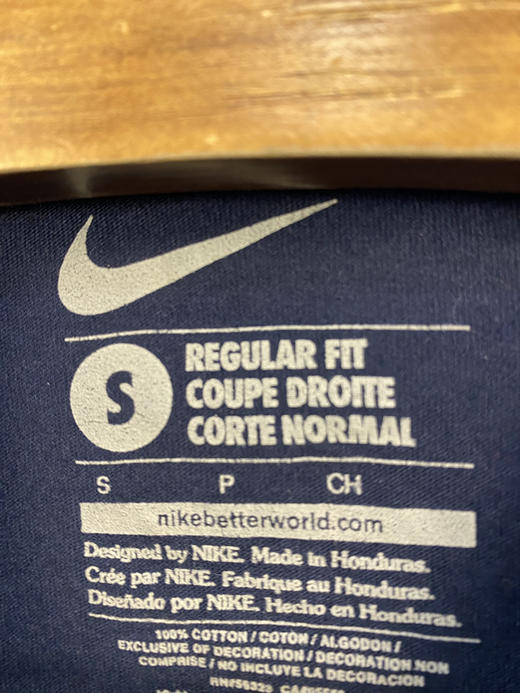 S
REGULAR FIT
COUPE DROITE
CORTE NORMAL
S P CH
nikebetterworld.com
Designed by NIKE. Made in Honduras.
Crée par NIKE. Fabrique au Honduras.
Diseñado por NIKE. Hecho en Honduras.
100% COTTON / COTON / ALGODON /
EXCLUSIVE OF DECORATION / DECORATION NON
COMPRISE / NO INCLUYE LA DECORACION